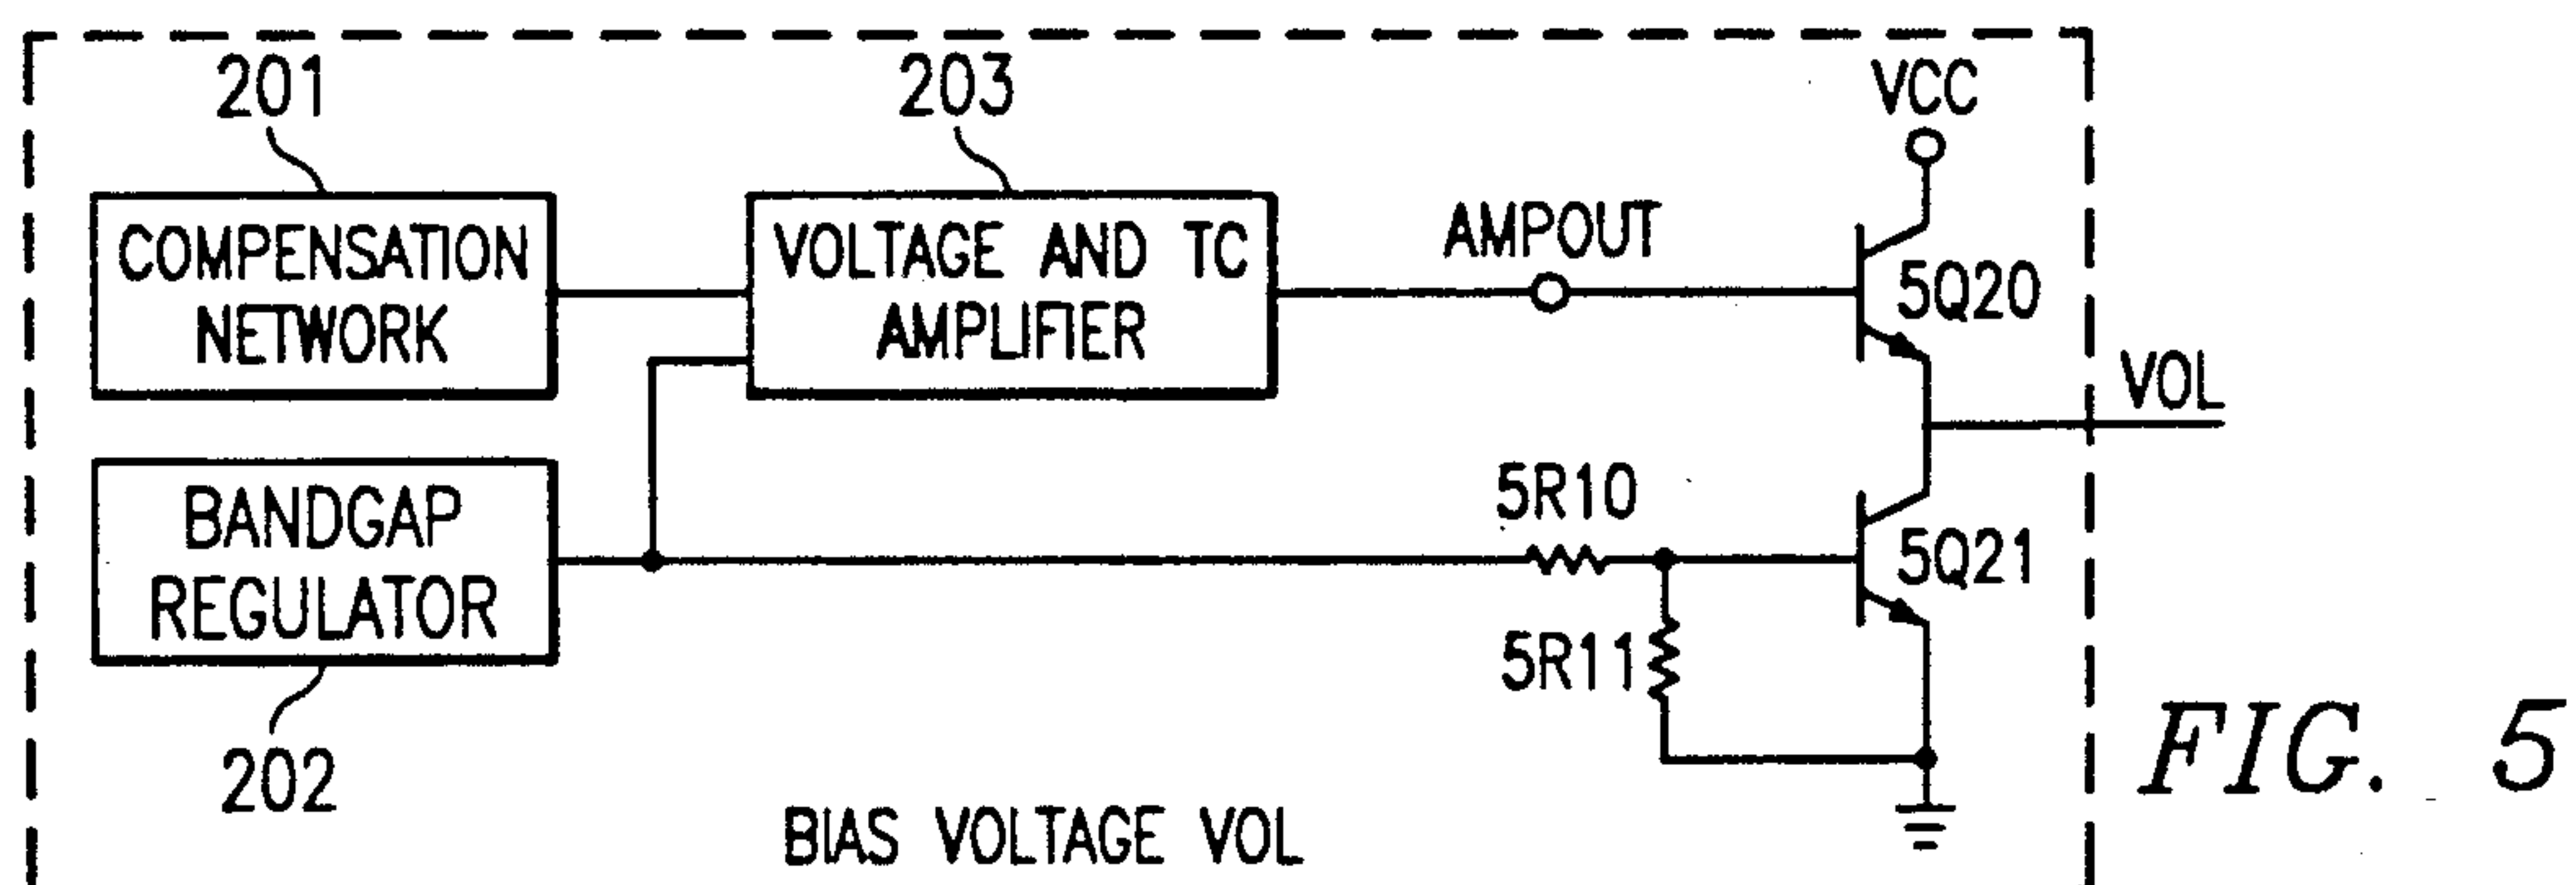 201
203
VCC
COMPENSATION
NETWORK
VOLTAGE AND TC
AMPLIFIER
AMPOUT
5Q20
VOL
BANDGAP
REGULATOR
5R10
5Q21
5R11
202
BIAS VOLTAGE VOL
FIG. 5